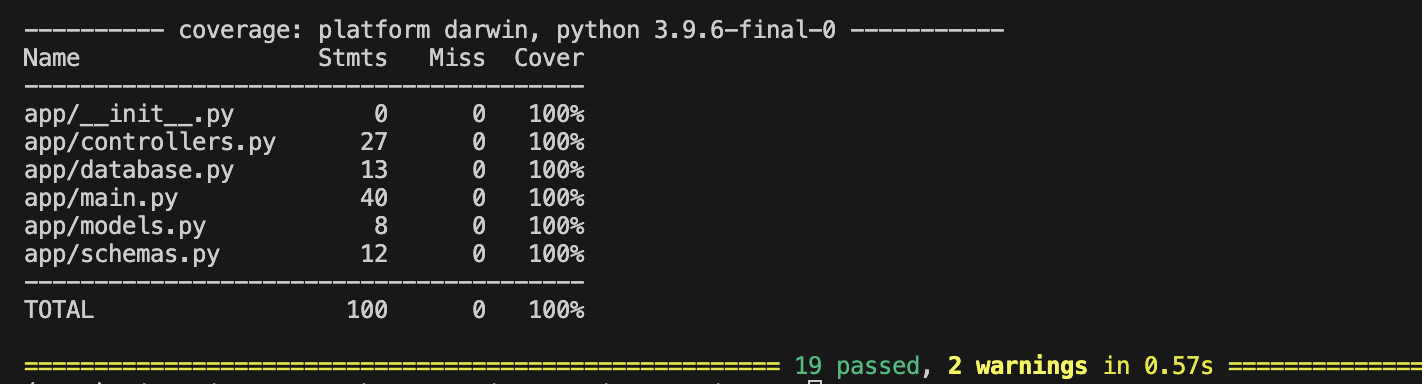 ---------- coverage: platform darwin, python 3.9.6-final-0 -----------
Name                 Stmts   Miss  Cover
----------------------------------------
app/__init__.py          0      0   100%
app/controllers.py      27      0   100%
app/database.py         13      0   100%
app/main.py             40      0   100%
app/models.py            8      0   100%
app/schemas.py          12      0   100%
----------------------------------------
TOTAL                  100      0   100%
====================================================== 19 passed, 2 warnings in 0.57s ==============